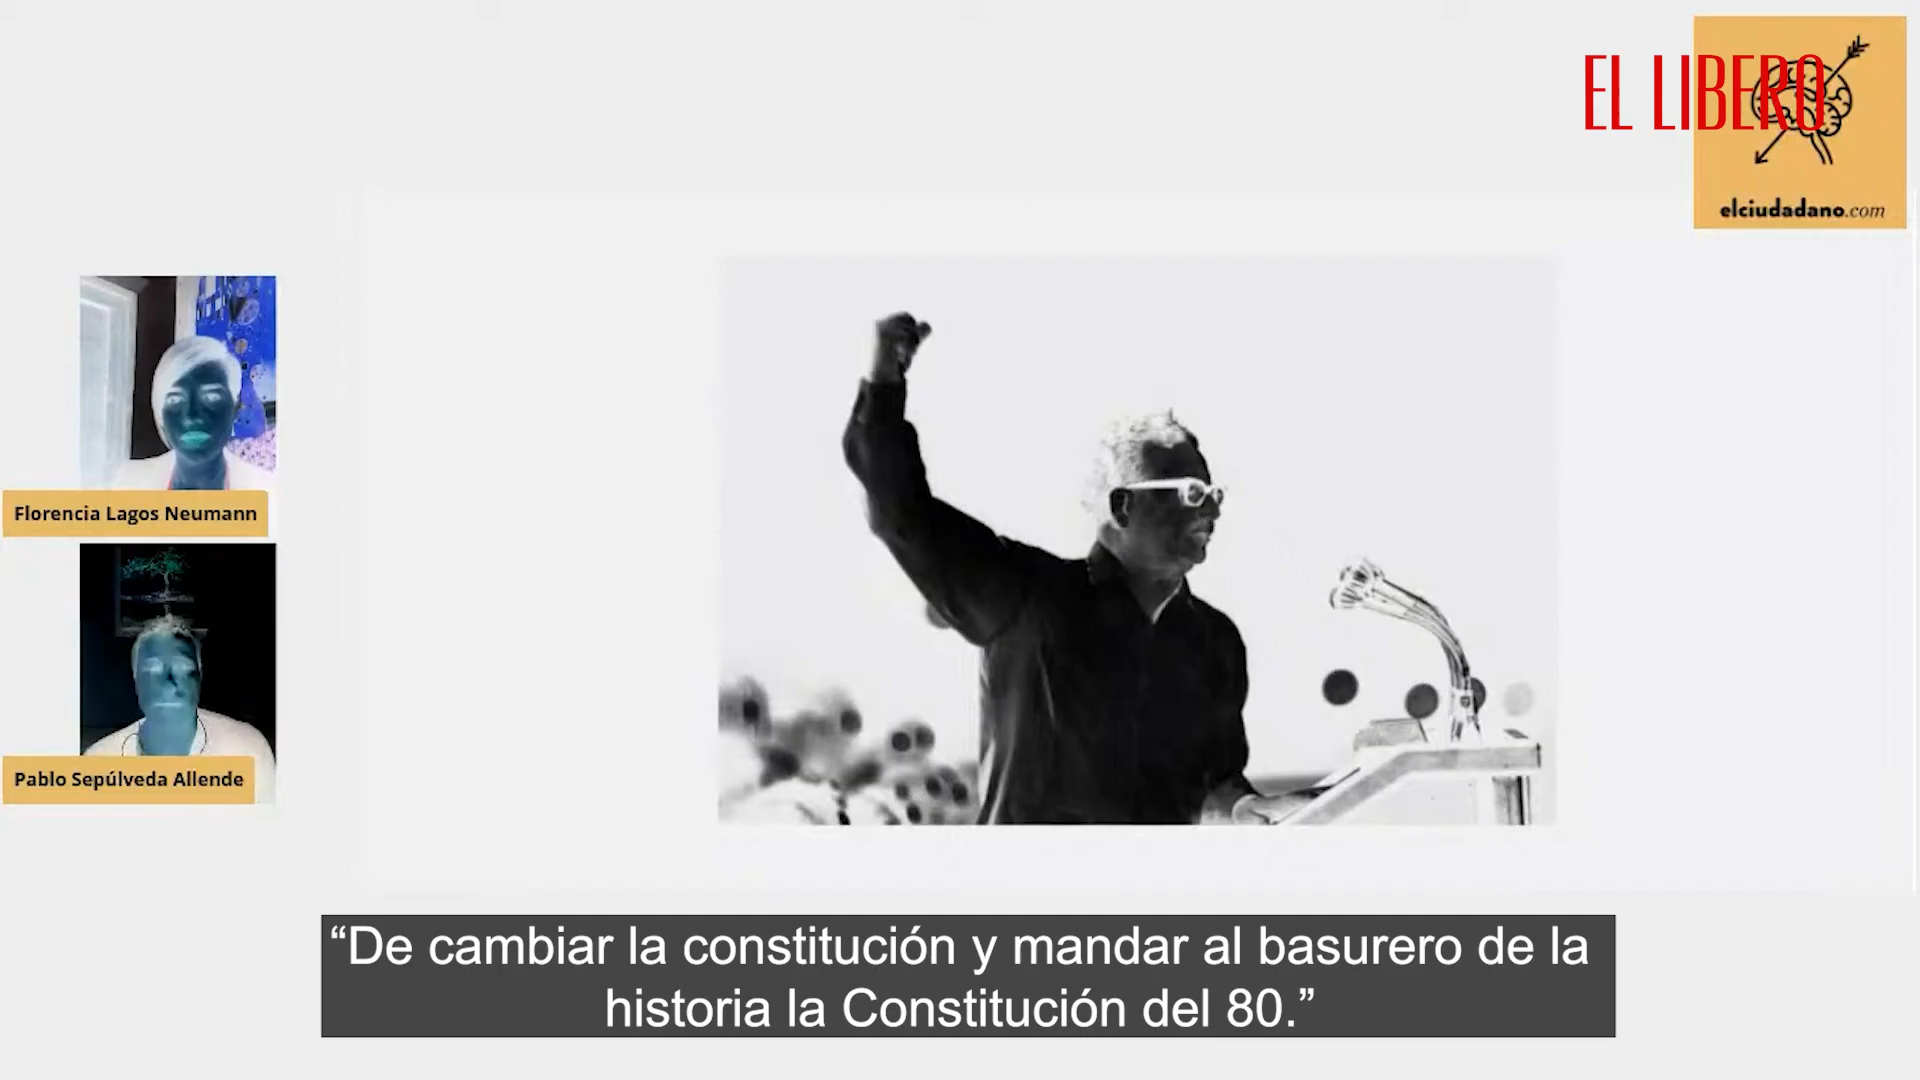 EL LIBERO
elciudadano.com
Florencia Lagos Neumann
Pablo Sepúlveda Allende
“De cambiar la constitución y mandar al basurero de la
historia la Constitución del 80.”